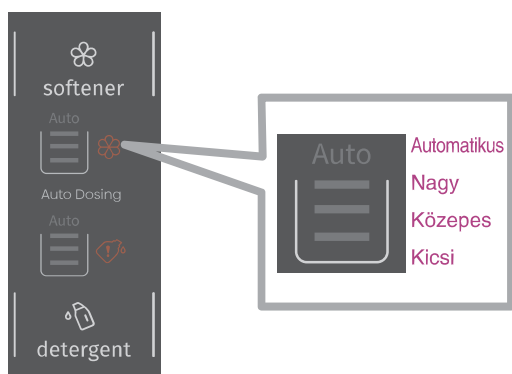 softener
Auto
Auto Dosing
Auto
detergent
Auto
Automatikus
Nagy
Közepes
Kicsi